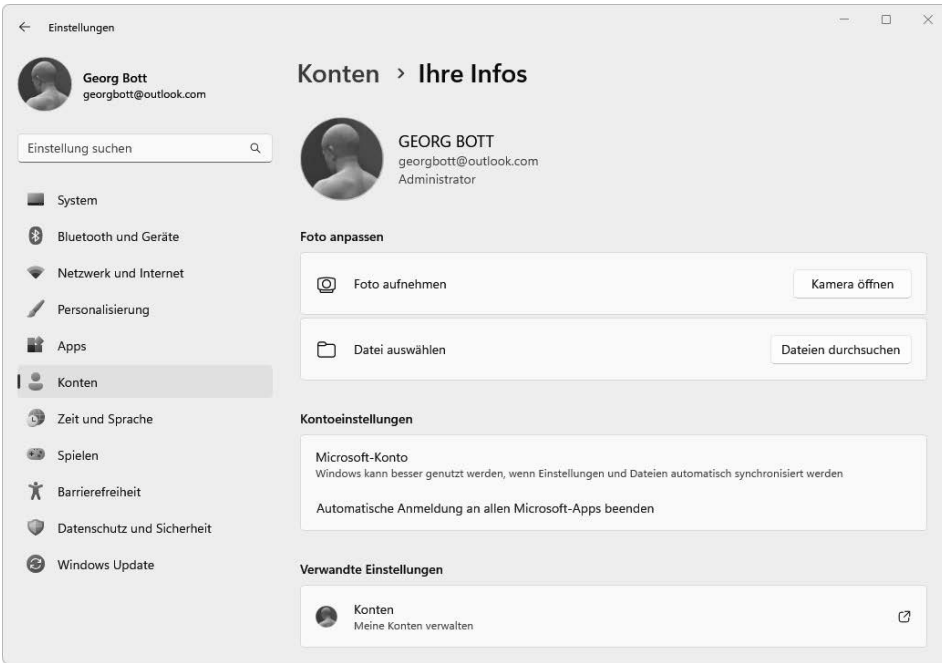 Einstellungen
Georg Bott
georgbott@outlook.com
Einstellung suchen
System
Bluetooth und Geräte
Netzwerk und Internet
Personalisierung
Apps
Konten
Zeit und Sprache
Spielen
Barrierefreiheit
Datenschutz und Sicherheit
Windows Update
Konten › Ihre Infos
GEORG BOTT
georgbott@outlook.com
Administrator
Foto anpassen
Foto aufnehmen
Kamera öffnen
Datei auswählen
Dateien durchsuchen
Kontoeinstellungen
Microsoft-Konto
Windows kann besser genutzt werden, wenn Einstellungen und Dateien automatisch synchronisiert werden
Automatische Anmeldung an allen Microsoft-Apps beenden
Verwandte Einstellungen
Konten
Meine Konten verwalten